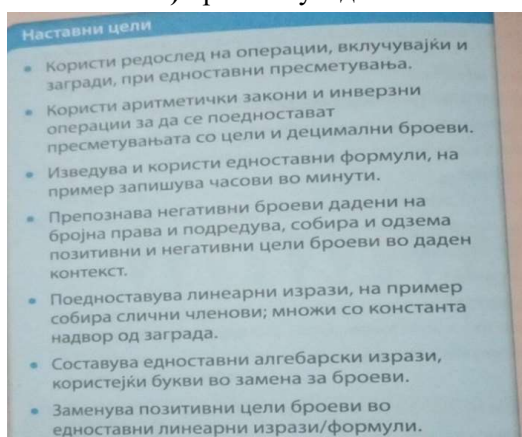 Наставни цели
• Користи редослед на операции, вклучувајќи и
загради, при едноставни пресметувања.
• Користи аритметички закони и инверзни
операции за да се поедностават
пресметувањата со цели и децимални броеви.
• Изведува и користи едноставни формули, на
пример запишува часови во минути.
• Препознава негативни броеви дадени на
бројна права и подредува, собира и одзема
позитивни и негативни цели броеви во даден
контекст.
• Поедноставува линеарни изрази, на пример
собира слични членови; множи со константа
надвор од заграда.
• Составува едноставни алгебарски изрази,
користејќи букви во замена за броеви.
• Заменува позитивни цели броеви во
едноставни линеарни изрази/формули.